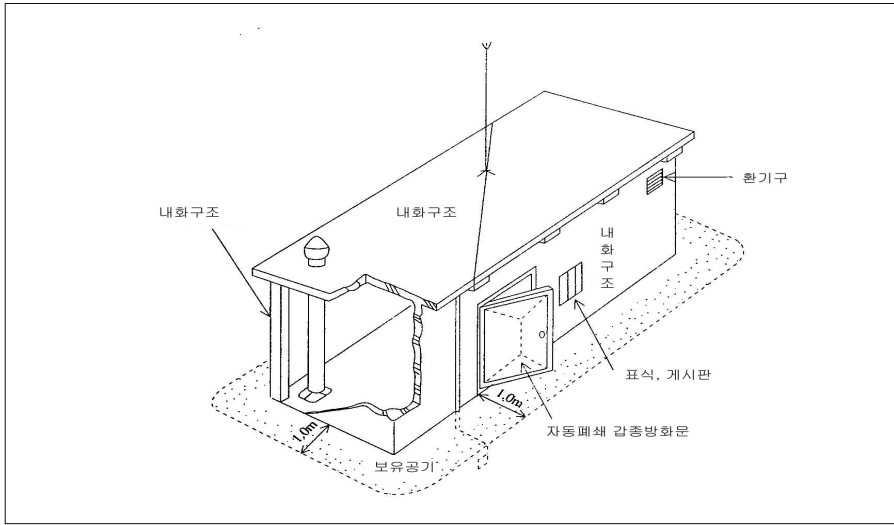 환기구
내화구조
내화구조
내화구조
표식, 게시판
1.0m
자동폐쇄 갑종방화문
1.0m
보유공기